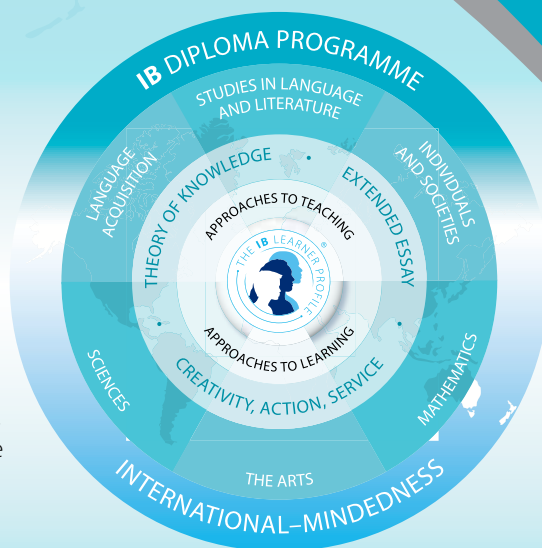 IB DIPLOMA PROGRAMME
STUDIES IN LANGUAGE
AND LITERATURE
LANGUAGE
ACQUISITION
INDIVIDUALS
AND SOCIETIES
THEORY OF KNOWLEDGE
•
EXTENDED ESSAY
•
CREATIVITY, ACTION, SERVICE
•
APPROACHES TO TEACHING
THE IB LEARNER PROFILE
®
APPROACHES TO LEARNING
SCIENCES
MATHEMATICS
THE ARTS
INTERNATIONAL–MINDEDNESS
e